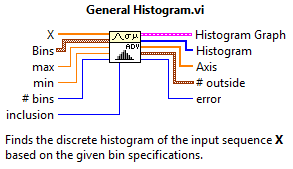 General Histogram.vi
X
Bins
max
min
# bins
inclusion
σμ
ADV
Histogram Graph
Histogram
Axis
# outside
error
Finds the discrete histogram of the input sequence X
based on the given bin specifications.